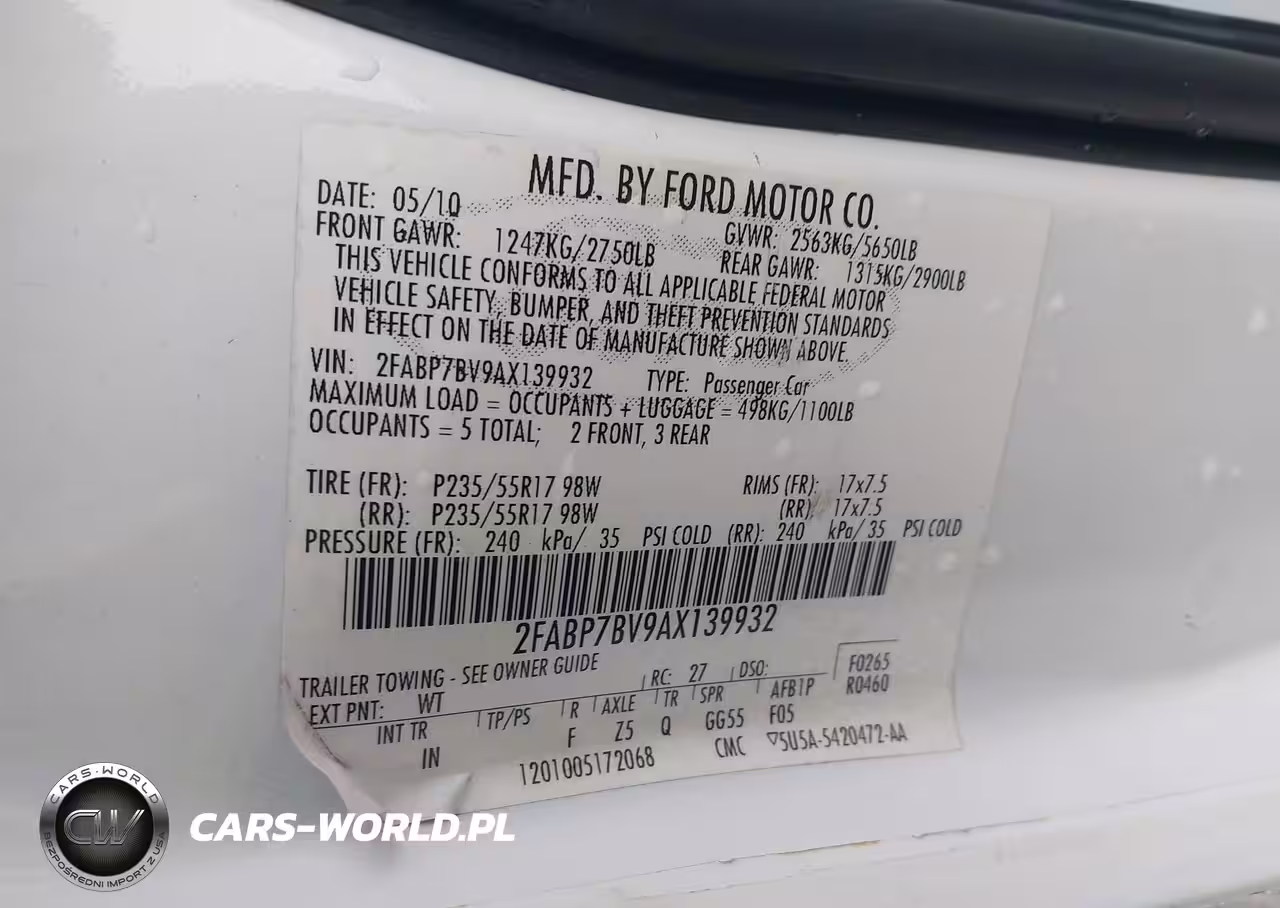 MFD. BY FORD MOTOR CO.
DATE: 05/10
GVWR: 2563KG/5650LB
FRONT GAWR: 1247KG/2750LB
REAR GAWR: 1315KG/2900LB
THIS VEHICLE CONFORMS TO ALL APPLICABLE FEDERAL MOTOR
VEHICLE SAFETY, BUMPER, AND THEFT PREVENTION STANDARDS
IN EFFECT ON THE DATE OF MANUFACTURE SHOWN ABOVE.
VIN: 2FABP7BV9AX139932 TYPE: Passenger Car
MAXIMUM LOAD = OCCUPANTS + LUGGAGE = 498KG/1100LB
OCCUPANTS = 5 TOTAL; 2 FRONT, 3 REAR
TIRE (FR): P235/55R17 98W RIMS (FR): 17x7.5
(RR): P235/55R17 98W (RR): 17x7.5
PRESSURE (FR): 240 kPa/ 35 PSI COLD (RR): 240 kPa/ 35 PSI COLD
2FABP7BV9AX139932
TRAILER TOWING - SEE OWNER GUIDE
EXT PNT: WT RC: 27 DSO: F0265
R0460
INT TR TP/PS R AXLE TR SPR AFB1P
IN F Z5 Q GG55 F05
1201005172068 CMC ▽5U5A-5420472-AA
CARS-WORLD
CW
BEZPOŚREDNI IMPORT Z USA
CARS-WORLD.PL